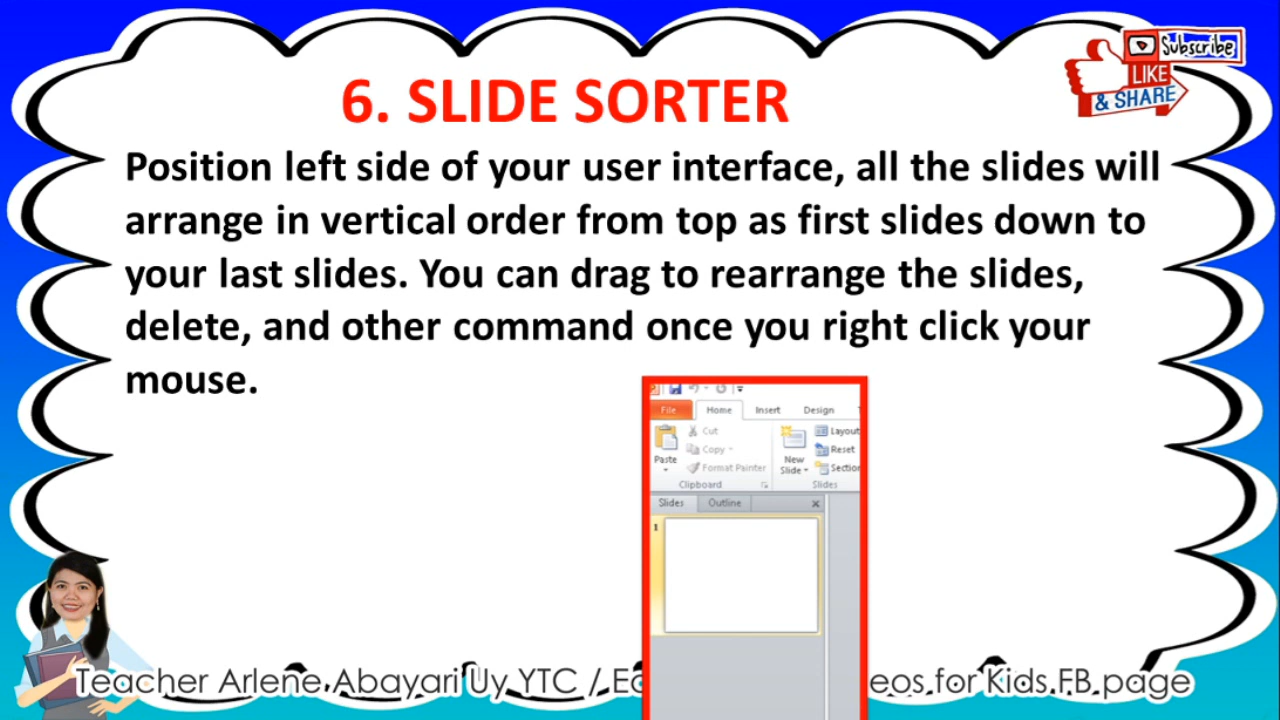 Subscribe
LIKE
& SHARE
6. SLIDE SORTER
Position left side of your user interface, all the slides will
arrange in vertical order from top as first slides down to
your last slides. You can drag to rearrange the slides,
delete, and other command once you right click your
mouse.
File Home Insert Design
Cut
Copy
Format Painter
Paste
Clipboard
New
Slide
Layout
Reset
Section
Slides
Slides Outline
1
Teacher Arlene Abayari Uy YTC / Ed eos for Kids FB page